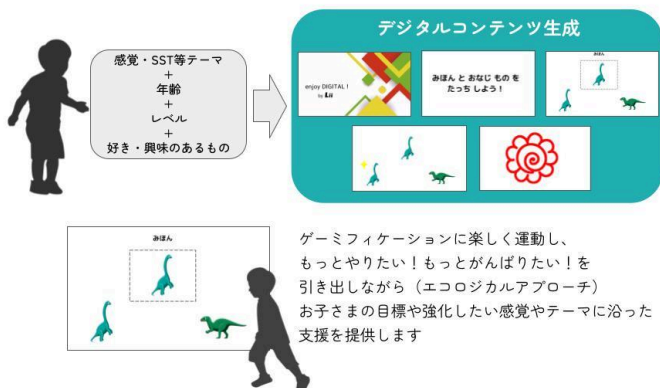 デジタルコンテンツ生成
感覚・SST等テーマ
+
年齢
+
レベル
+
好き・興味のあるもの
enjoy DIGITAL !
by Lii
みほん と おなじ もの を
たっち しよう!
みほん
みほん
ゲーミフィケーションに楽しく運動し、
もっとやりたい!もっとがんばりたい!を
引き出しながら(エコロジカルアプローチ)
お子さまの目標や強化したい感覚やテーマに沿った
支援を提供します